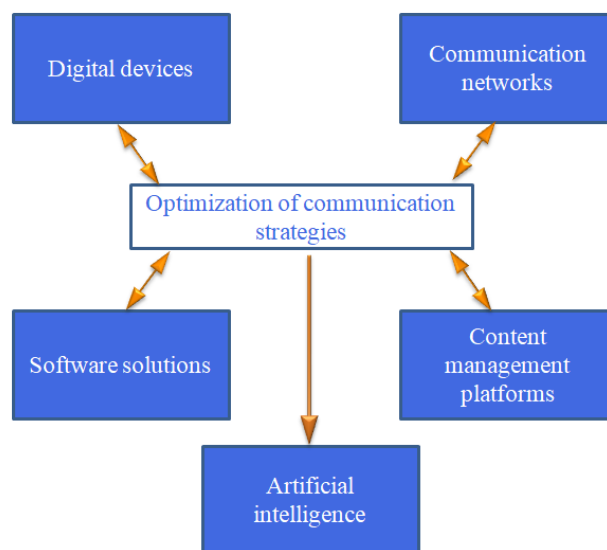 Digital devices
Communication
networks
Optimization of communication
strategies
Software solutions
Content
management
platforms
Artificial
intelligence